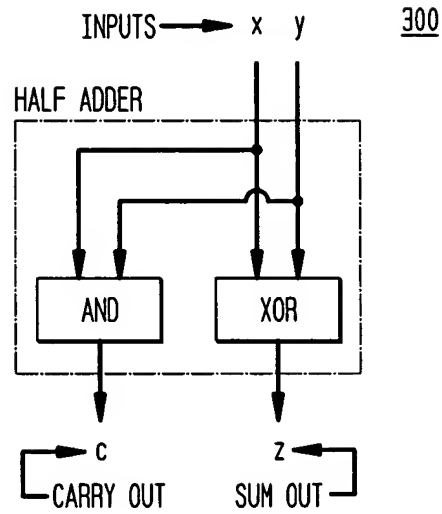 INPUTS x y
300
HALF ADDER
AND
XOR
c
z
CARRY OUT
SUM OUT